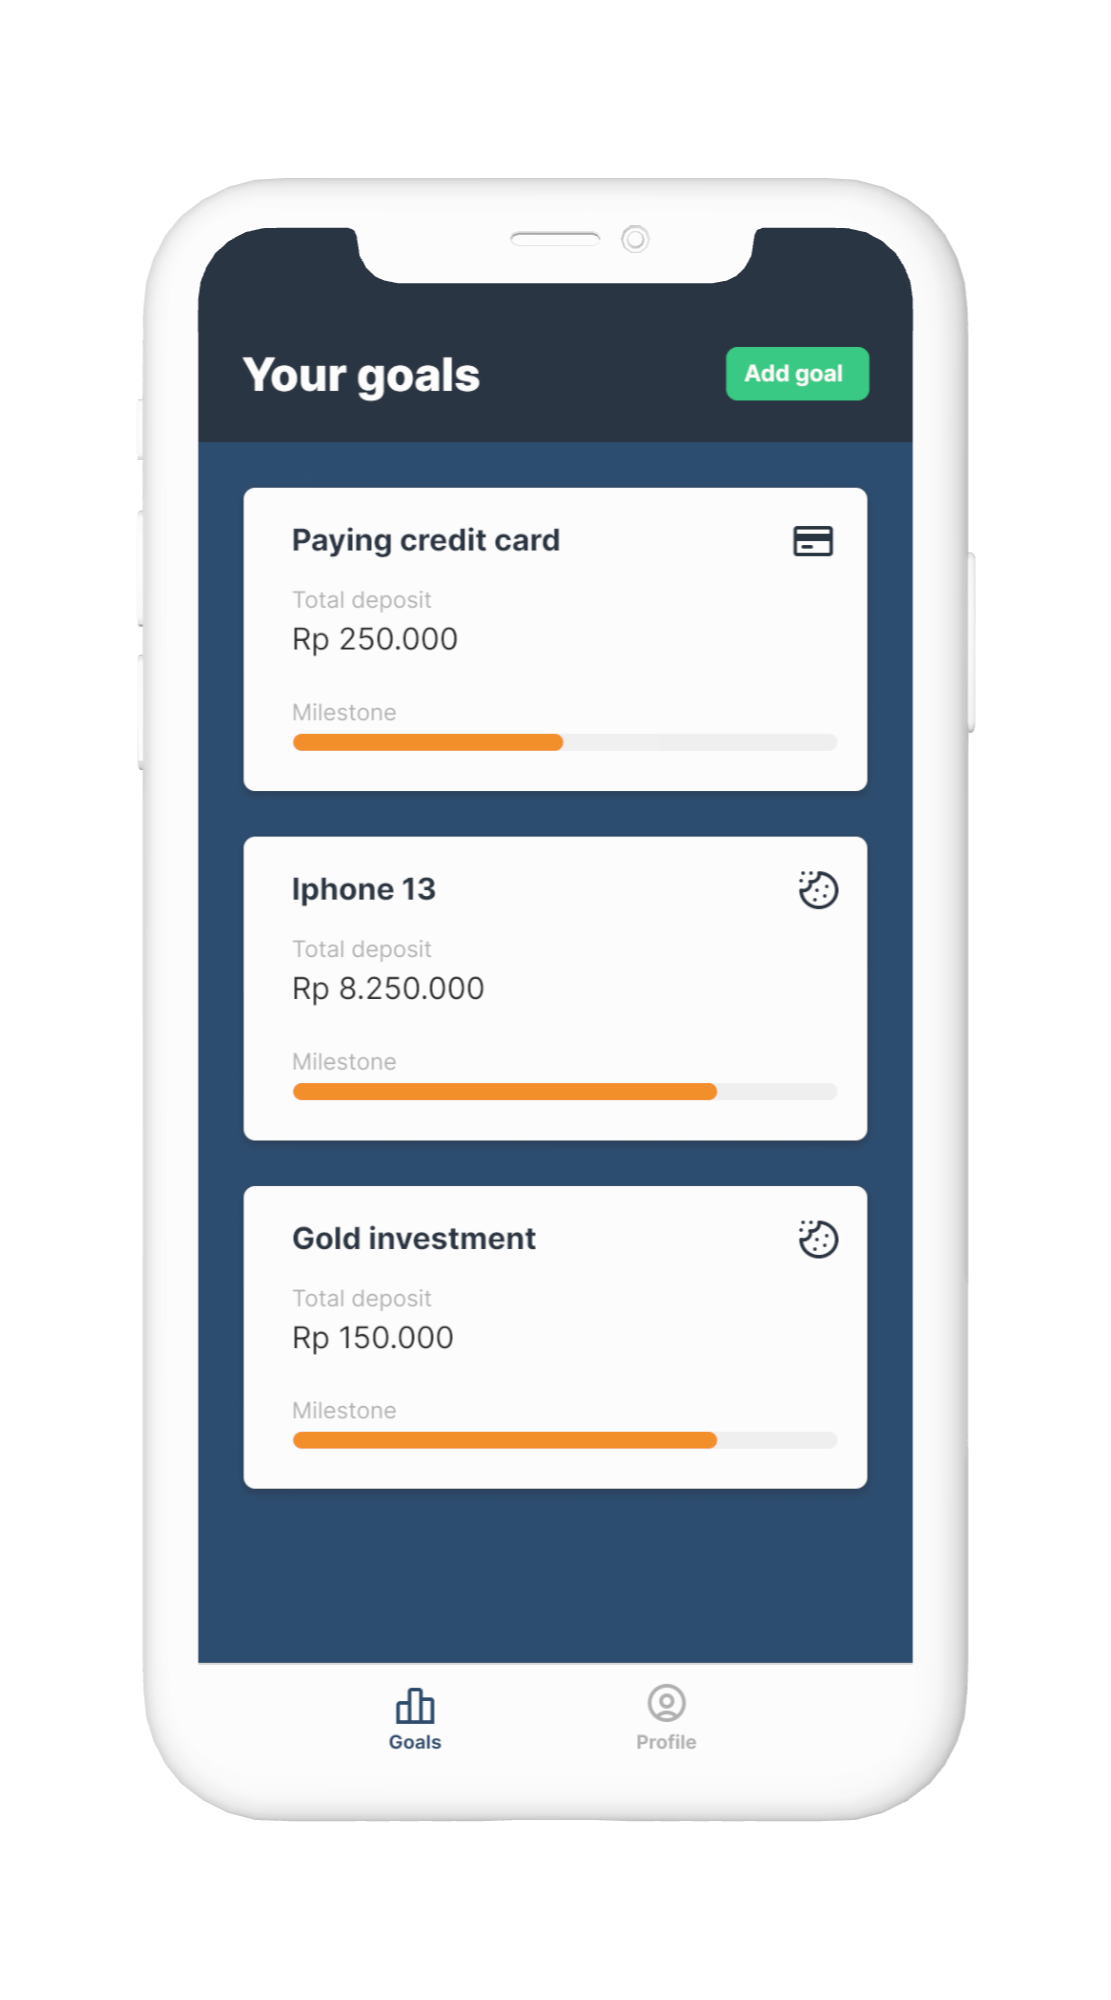 Your goals
Add goal
Paying credit card
Total deposit
Rp 250.000
Milestone
Iphone 13
Total deposit
Rp 8.250.000
Milestone
Gold investment
Total deposit
Rp 150.000
Milestone
Goals
Profile